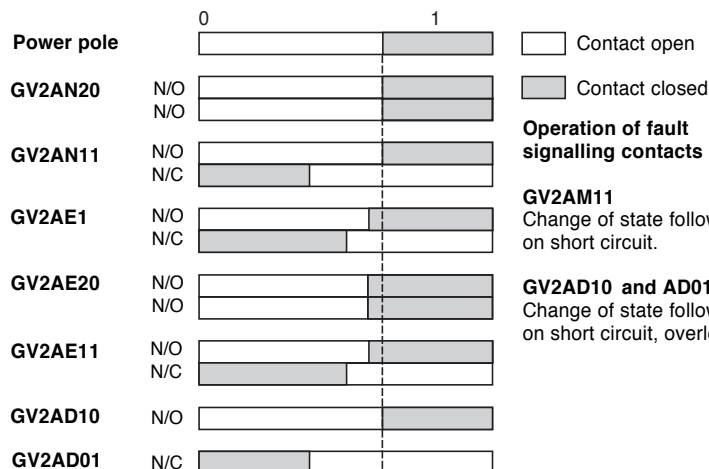 0 1
Power pole
GV2AN20 N/O
N/O
GV2AN11 N/O
N/C
GV2AE1 N/O
N/C
GV2AE20 N/O
N/O
GV2AE11 N/O
N/C
GV2AD10 N/O
GV2AD01 N/C
Contact open
Contact closed
Operation of fault
signalling contacts
GV2AM11
Change of state follow
on short circuit.
GV2AD10 and AD01
Change of state follow
on short circuit, overl